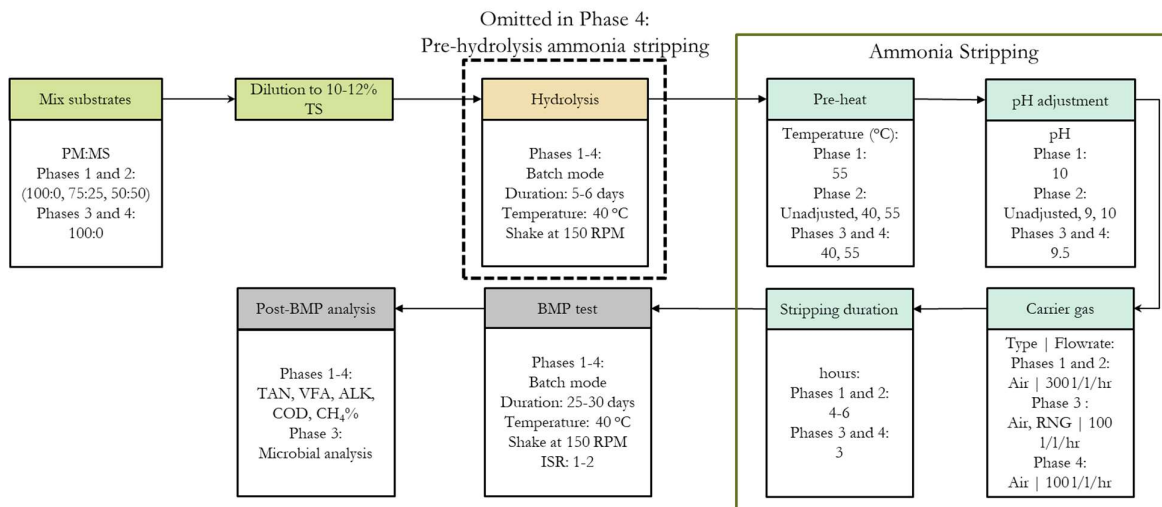 Omitted in Phase 4:
Pre-hydrolysis ammonia stripping
Ammonia Stripping
Mix substrates
PM:MS
Phases 1 and 2:
(100:0, 75:25, 50:50)
Phases 3 and 4:
100:0
Dilution to 10-12%
TS
Hydrolysis
Phases 1-4:
Batch mode
Duration: 5-6 days
Temperature: 40 °C
Shake at 150 RPM
Pre-heat
Temperature (°C):
Phase 1:
55
Phase 2:
Unadjusted, 40, 55
Phases 3 and 4:
40, 55
pH adjustment
pH
Phase 1:
10
Phase 2:
Unadjusted, 9, 10
Phases 3 and 4:
9.5
Carrier gas
Type | Flowrate:
Phases 1 and 2:
Air | 300 l/l/hr
Phase 3 :
Air, RNG | 100
l/l/hr
Phase 4:
Air | 100 l/l/hr
Stripping duration
hours:
Phases 1 and 2:
4-6
Phases 3 and 4:
3
BMP test
Phases 1-4:
Batch mode
Duration: 25-30 days
Temperature: 40 °C
Shake at 150 RPM
ISR: 1-2
Post-BMP analysis
Phases 1-4:
TAN, VFA, ALK,
COD, CH₄%
Phase 3:
Microbial analysis